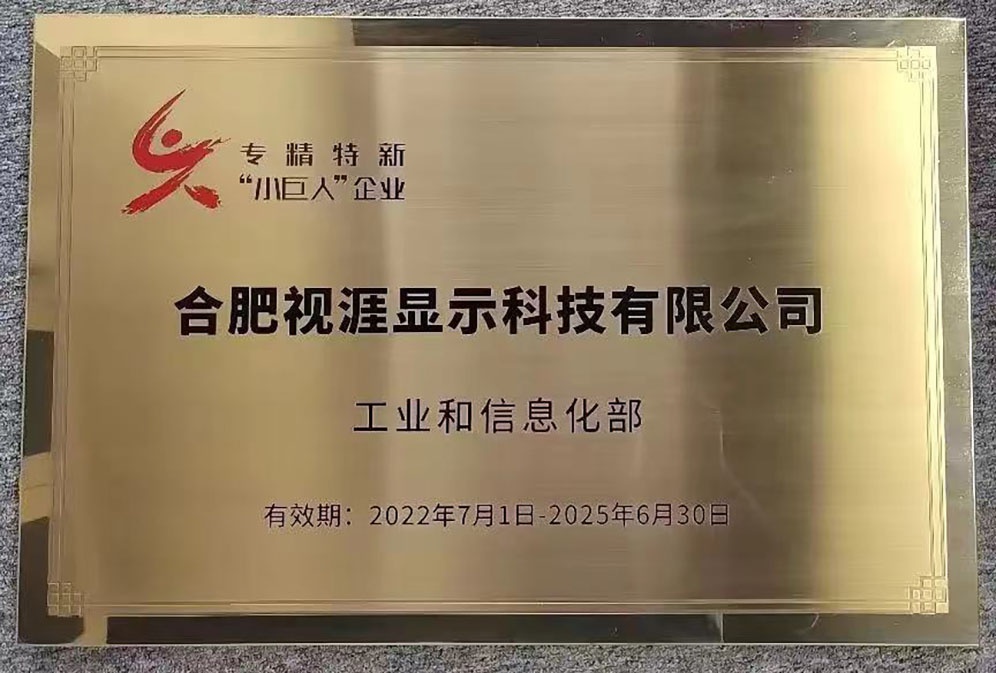 专精特新
“小巨人”企业
合肥视涯显示科技有限公司
工业和信息化部
有效期：2022年7月1日-2025年6月30日